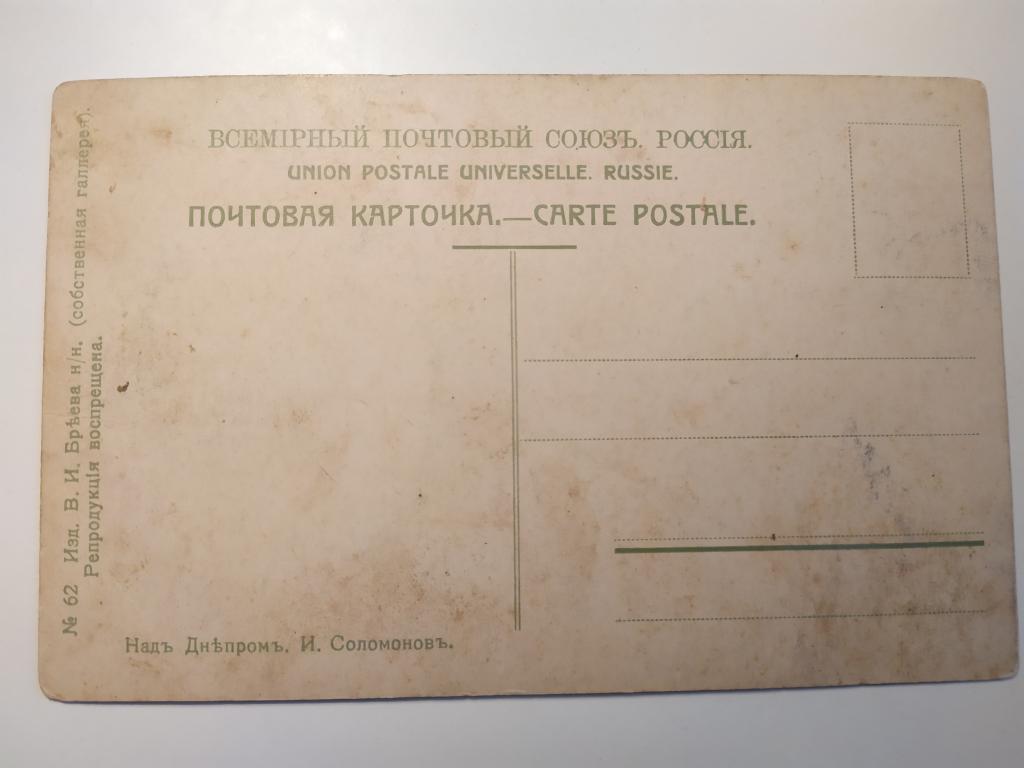 ВСЕМІРНЫЙ ПОЧТОВЫЙ СОЮЗЪ. РОССІЯ.
UNION POSTALE UNIVERSELLE. RUSSIE.
ПОЧТОВАЯ КАРТОЧКА.—CARTE POSTALE.
№ 62 Изд. В. И. Брѣева н/н. (собственная галлерея).
Репродукція воспрещена.
Надъ Днѣпромъ. И. Соломоновъ.